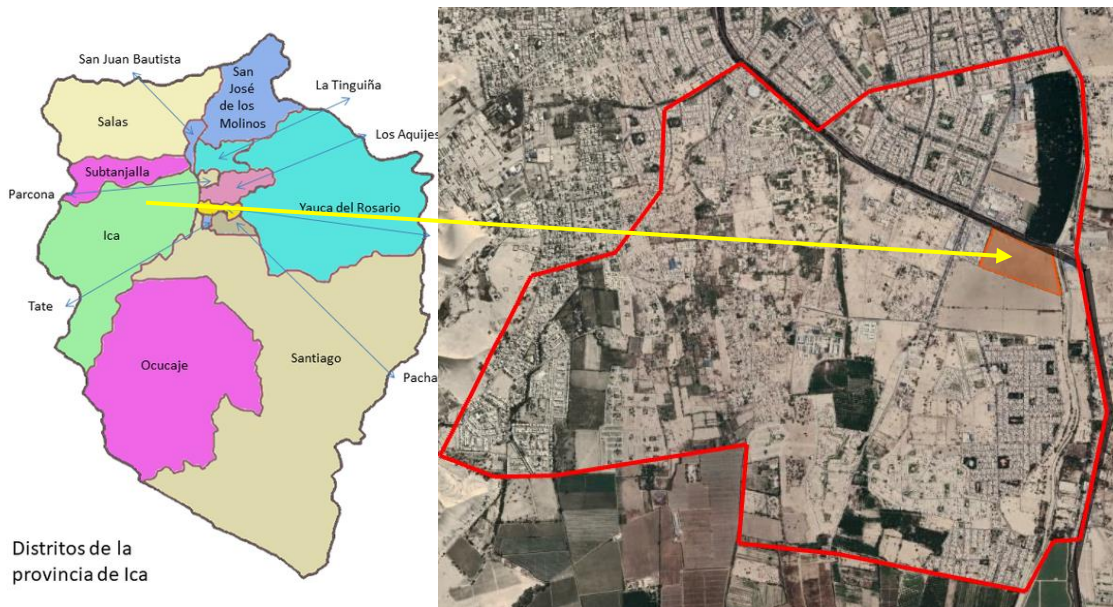 San Juan Bautista
San
José
de los
Molinos
La Tinguiña
Salas
Los Aquijes
Subtanjalla
Parcona
Yauca del Rosario
Ica
Tate
Santiago
Ocucaje
Pacha
Distritos de la
provincia de Ica